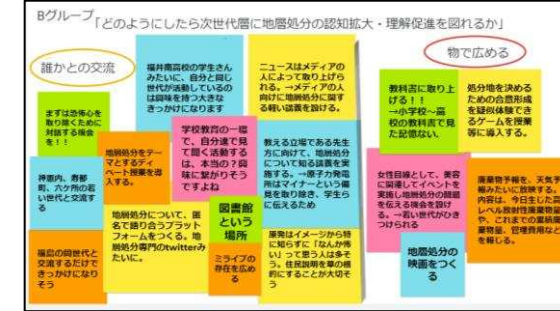 Bグループ
「どのようにしたら次世代層に地層処分の認知拡大・理解促進を図れるか」
誰かとの交流
まずは恐怖心を
取り除くために
対話する機会
を！！
神恵内、寿都
町、六ケ所の若
い世代と交流す
る
福島の同世代と
交流するだけで
きっかけになり
そう
福井南高校の学生さん
みたいに、自分と同じ
世代が活動しているの
は興味を持つ大きな
きっかけになります
地層処分をテー
マとするディ
ベート授業を導
入する。
学校教育の一環
で、自分達で見
て聞く活動する
は、本当の？興
味に繋がりそう
ですよね
地層処分について、匿
名で語り合うプラット
フォームをつくる。地
層処分専門のtwitterみ
たいに。
図書館
という
場所
ミライブの
存在を広め
る
ニュースはメディアの
人によって取り上げら
れる。→メディアの人
向けに地層処分に関す
る軽い講義を設ける。
教える立場である先生
方に向けて、地層処分
について知る講義を実
施する。→原子力発電
所はマイナーという偏
見を取り除き、学生ら
に伝えるため
原発はイメージから特
に知らずに「なんか怖
い」って思う人は多そ
う。住民説明を草の根
的にすることが大切そ
う
物で広める
教科書に取り上
げる！！
→小学校～高
校の教科書で見
た記憶ない。
処分地を決める
ための合意形成
を疑似体験でき
るゲームを授業
等に導入する。
女性目線として、美容
に関連してイベントを
実施し地層処分の問題
を伝える機会を設け
る。→若い世代がひき
つけられる
地層処分の
映画をつく
る
廃棄物予報を、天気予
報みたいに放映する。
内容は、今日生じた高
レベル放射性廃棄物量
や、これまでの累積廃
棄物量、管理費用など
を報じる。